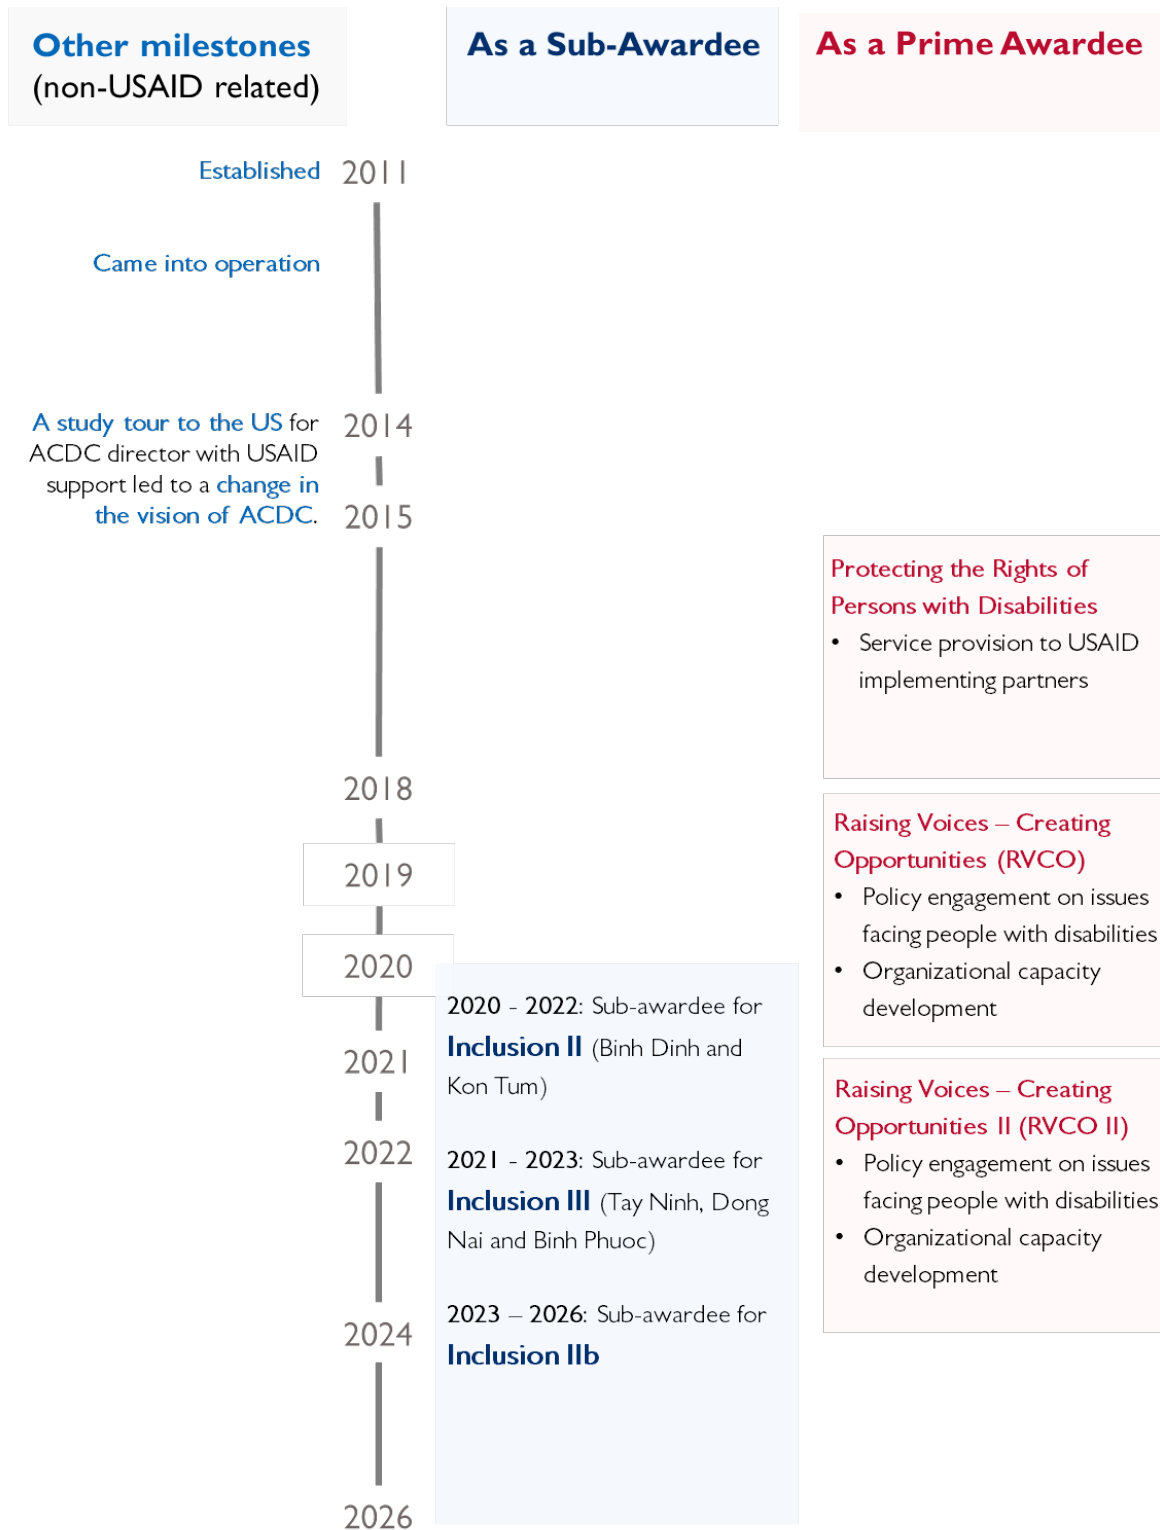 Other milestones
(non-USAID related)
As a Sub-Awardee
As a Prime Awardee
Established
2011
Came into operation
A study tour to the US for
ACDC director with USAID
support led to a change in
the vision of ACDC.
2014
2015
Protecting the Rights of
Persons with Disabilities
• Service provision to USAID
implementing partners
2018
2019
2020
Raising Voices – Creating
Opportunities (RVCO)
• Policy engagement on issues
facing people with disabilities
• Organizational capacity
development
2020 - 2022: Sub-awardee for
Inclusion II (Binh Dinh and
Kon Tum)
2021
2022
2021 - 2023: Sub-awardee for
Inclusion III (Tay Ninh, Dong
Nai and Binh Phuoc)
Raising Voices – Creating
Opportunities II (RVCO II)
• Policy engagement on issues
facing people with disabilities
• Organizational capacity
development
2023 – 2026: Sub-awardee for
Inclusion IIb
2024
2026